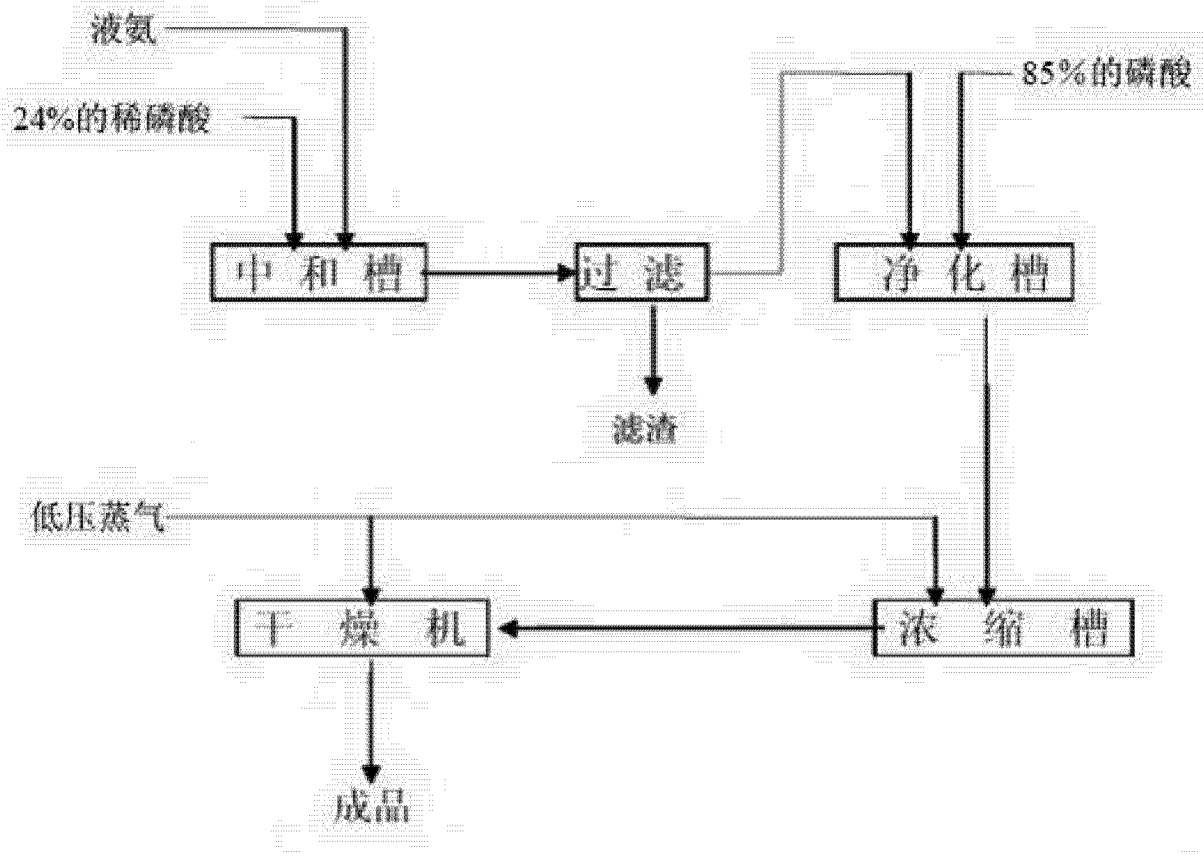 液氨
24%的稀磷酸
85%的磷酸
中和槽
过滤
净化槽
滤渣
低压蒸气
干燥机
浓缩槽
成品